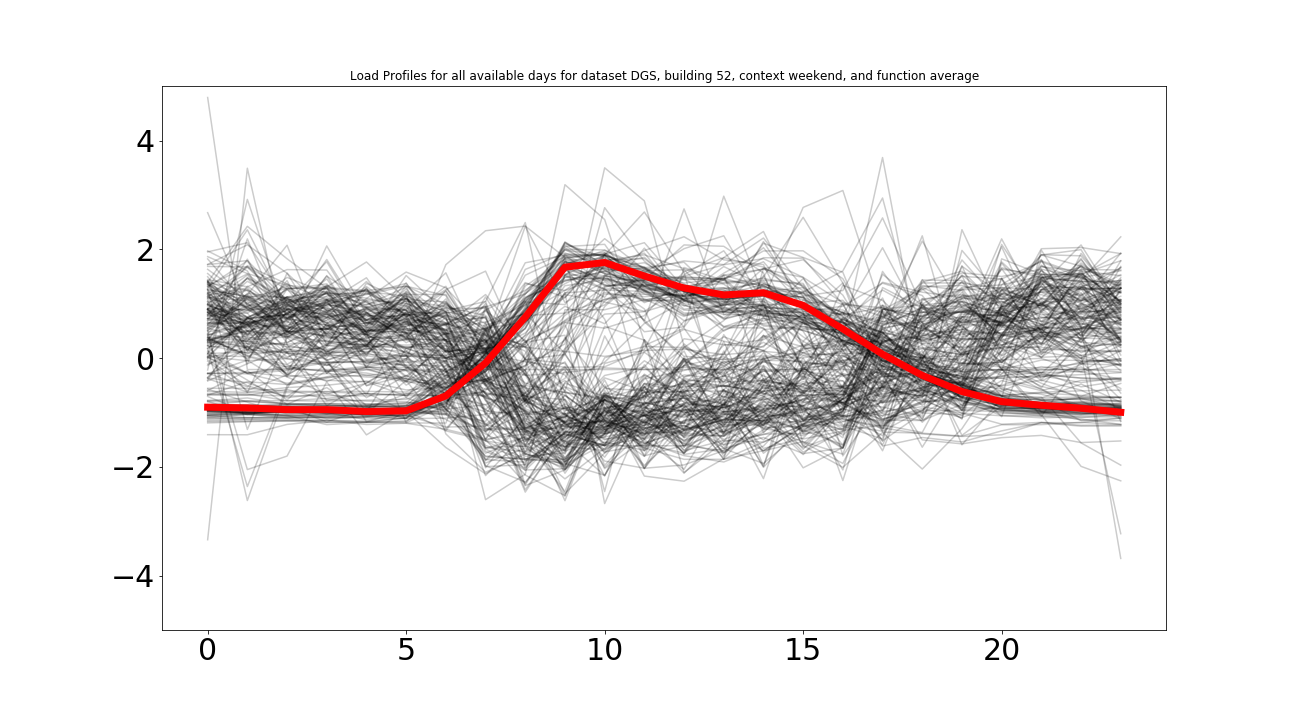 Load Profiles for all available days for dataset DGS, building 52, context weekend, and function average
4
2
0
−2
−4
0 5 10 15 20